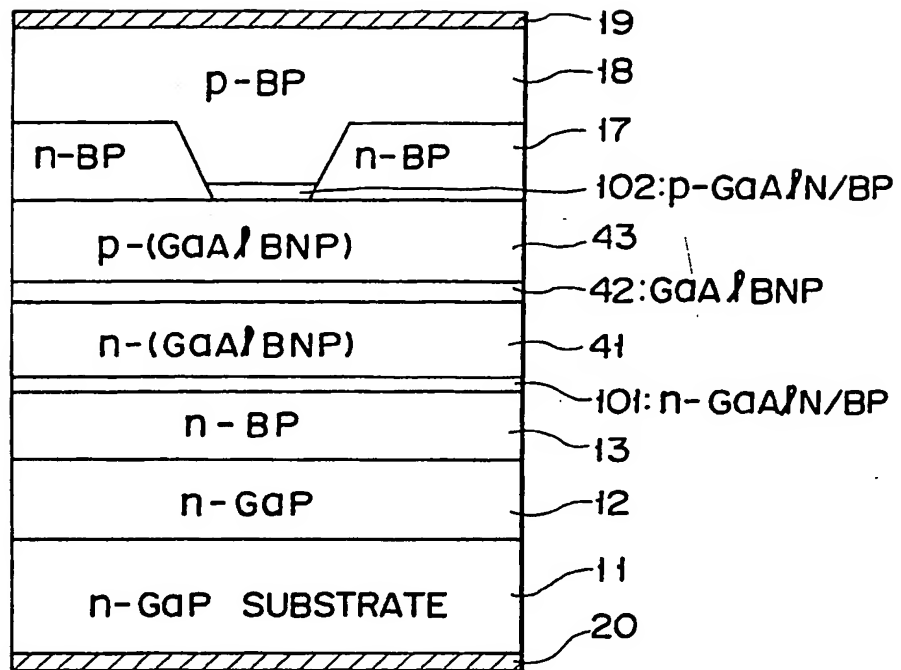 19
p-BP
18
n-BP
n-BP
17
102:p-GaAlN/BP
p-(GaAlBNP)
43
42:GaAlBNP
n-(GaAlBNP)
41
101:n-GaAlN/BP
n-BP
13
n-GaP
12
n-GaP SUBSTRATE
11
20